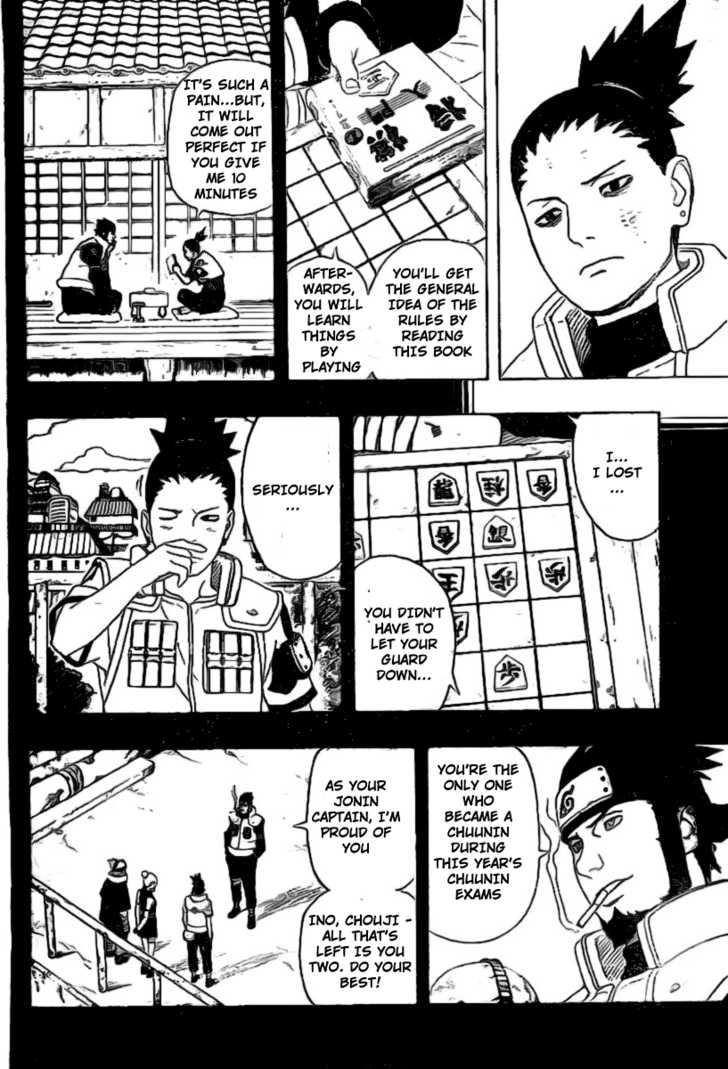 YOU'LL GET
THE GENERAL
IDEA OF THE
RULES BY
READING
THIS BOOK
AFTER-
WARDS,
YOU WILL
LEARN
THINGS
BY
PLAYING
IT'S SUCH A
PAIN...BUT,
IT WILL
COME OUT
PERFECT IF
YOU GIVE
ME 10
MINUTES
I...
I LOST
...
YOU DIDN'T
HAVE TO
LET YOUR
GUARD
DOWN...
SERIOUSLY
...
YOU'RE THE
ONLY ONE
WHO
BECAME A
CHUUNIN
DURING
THIS YEAR'S
CHUUNIN
EXAMS
AS YOUR
JONIN
CAPTAIN, I'M
PROUD OF
YOU
INO, CHOUJI -
ALL THAT'S
LEFT IS YOU
TWO. DO YOUR
BEST!